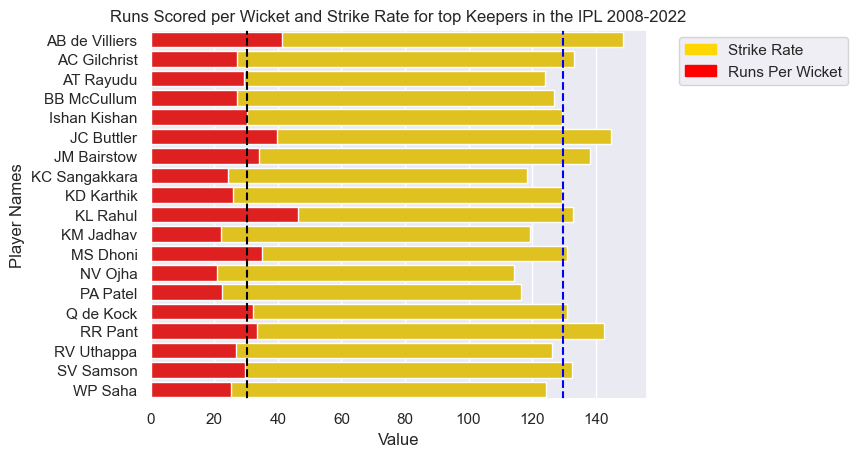 Runs Scored per Wicket and Strike Rate for top Keepers in the IPL 2008-2022
Strike Rate
Runs Per Wicket
Player Names
AB de Villiers
AC Gilchrist
AT Rayudu
BB McCullum
Ishan Kishan
JC Buttler
JM Bairstow
KC Sangakkara
KD Karthik
KL Rahul
KM Jadhav
MS Dhoni
NV Ojha
PA Patel
Q de Kock
RR Pant
RV Uthappa
SV Samson
WP Saha
0 20 40 60 80 100 120 140
Value